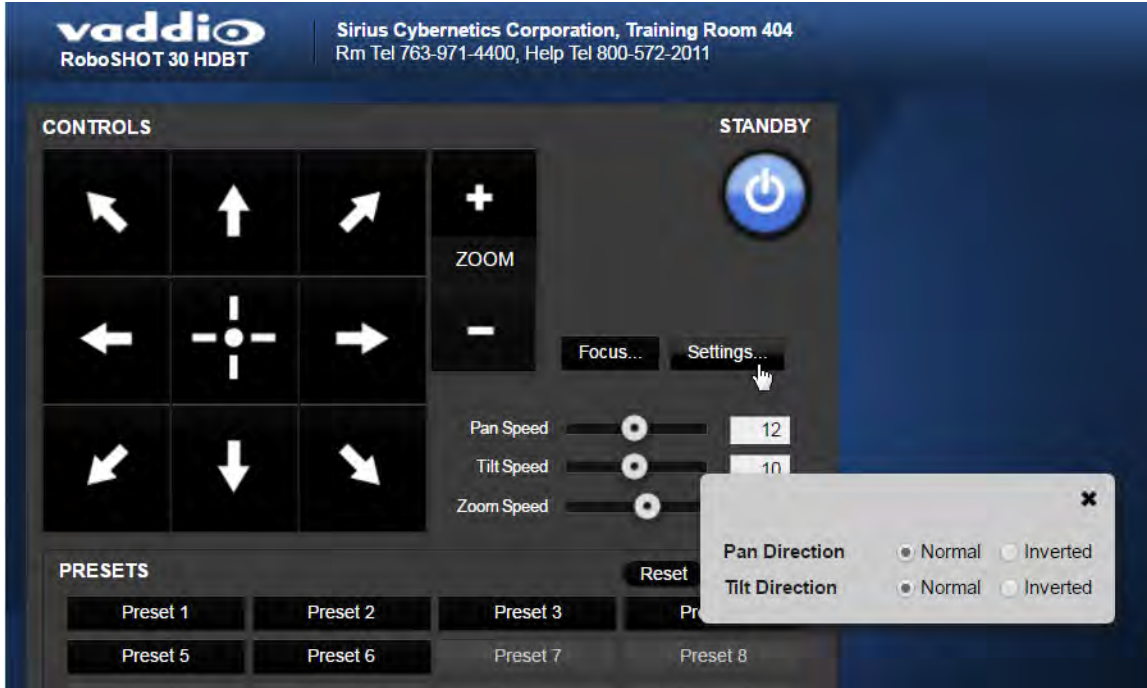 vaddio
RoboSHOT 30 HDBT
Sirius Cybernetics Corporation, Training Room 404
Rm Tel 763-971-4400, Help Tel 800-572-2011
CONTROLS
STANDBY
+
ZOOM
-
Focus...
Settings...
Pan Speed 12
Tilt Speed 10
Zoom Speed
Pan Direction Normal Inverted
Tilt Direction Normal Inverted
PRESETS
Reset
Preset 1 Preset 2 Preset 3
Preset 5 Preset 6 Preset 7 Preset 8